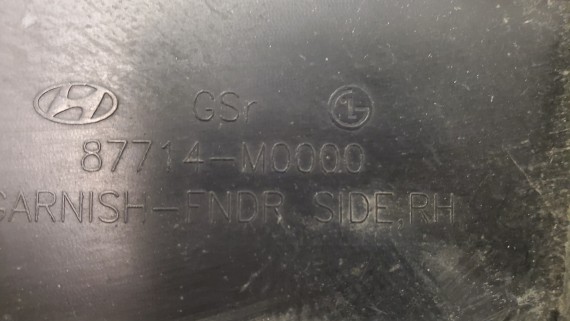 GSr
87714-M0000
GARNISH-FNDR SIDE,RH